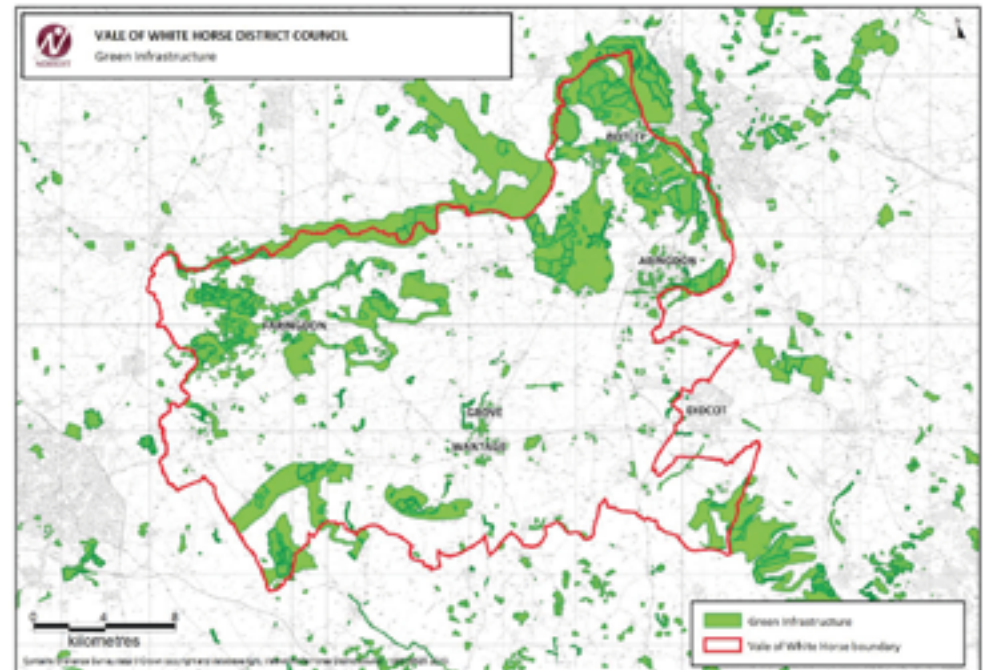 VALE OF WHITE HORSE DISTRICT COUNCIL
Green Infrastructure
BOTLEY
ABINGDON
FARINGDON
GROVE
DIDCOT
WANTAGE
0 4 8
kilometres
Green Infrastructure
Vale of White Horse boundary